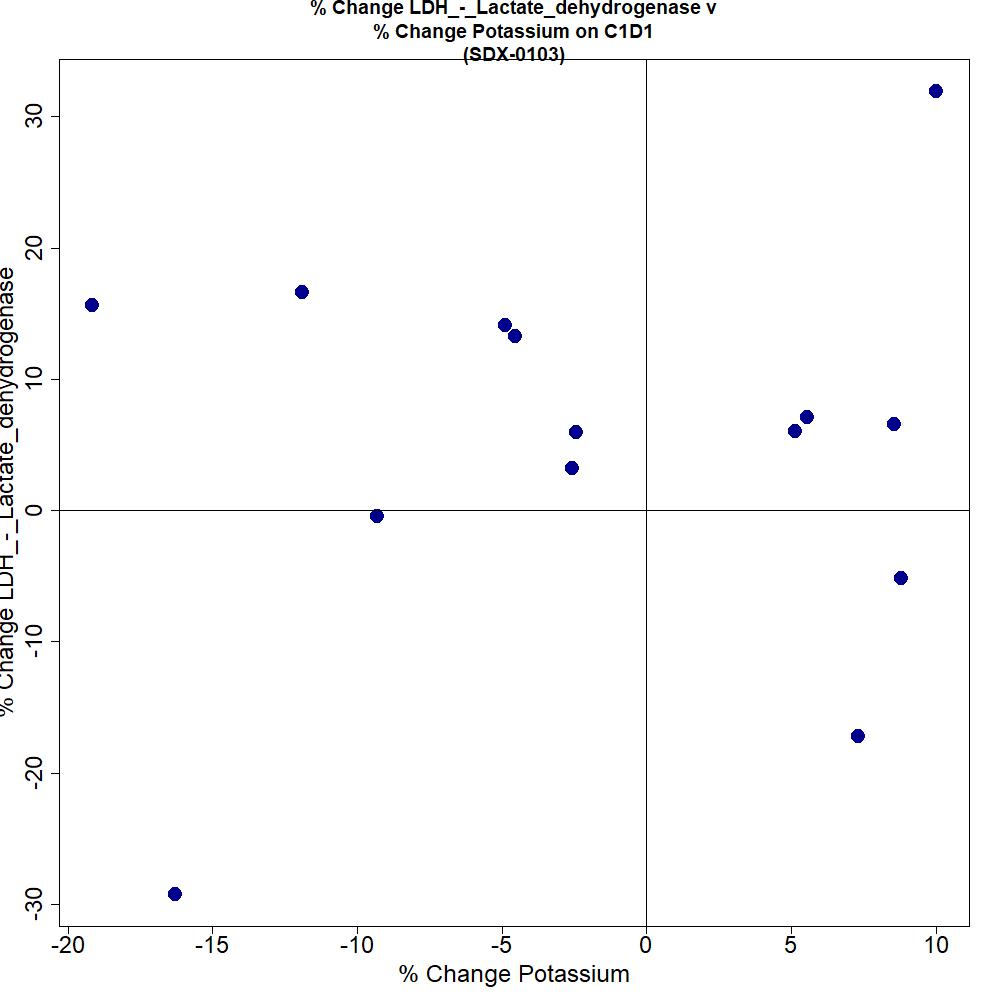 % Change LDH_-_Lactate_dehydrogenase v
% Change Potassium on C1D1
(SDX-0103)
% Change LDH_-_Lactate_dehydrogenase
30
20
10
0
-10
-20
-30
-20 -15 -10 -5 0 5 10
% Change Potassium